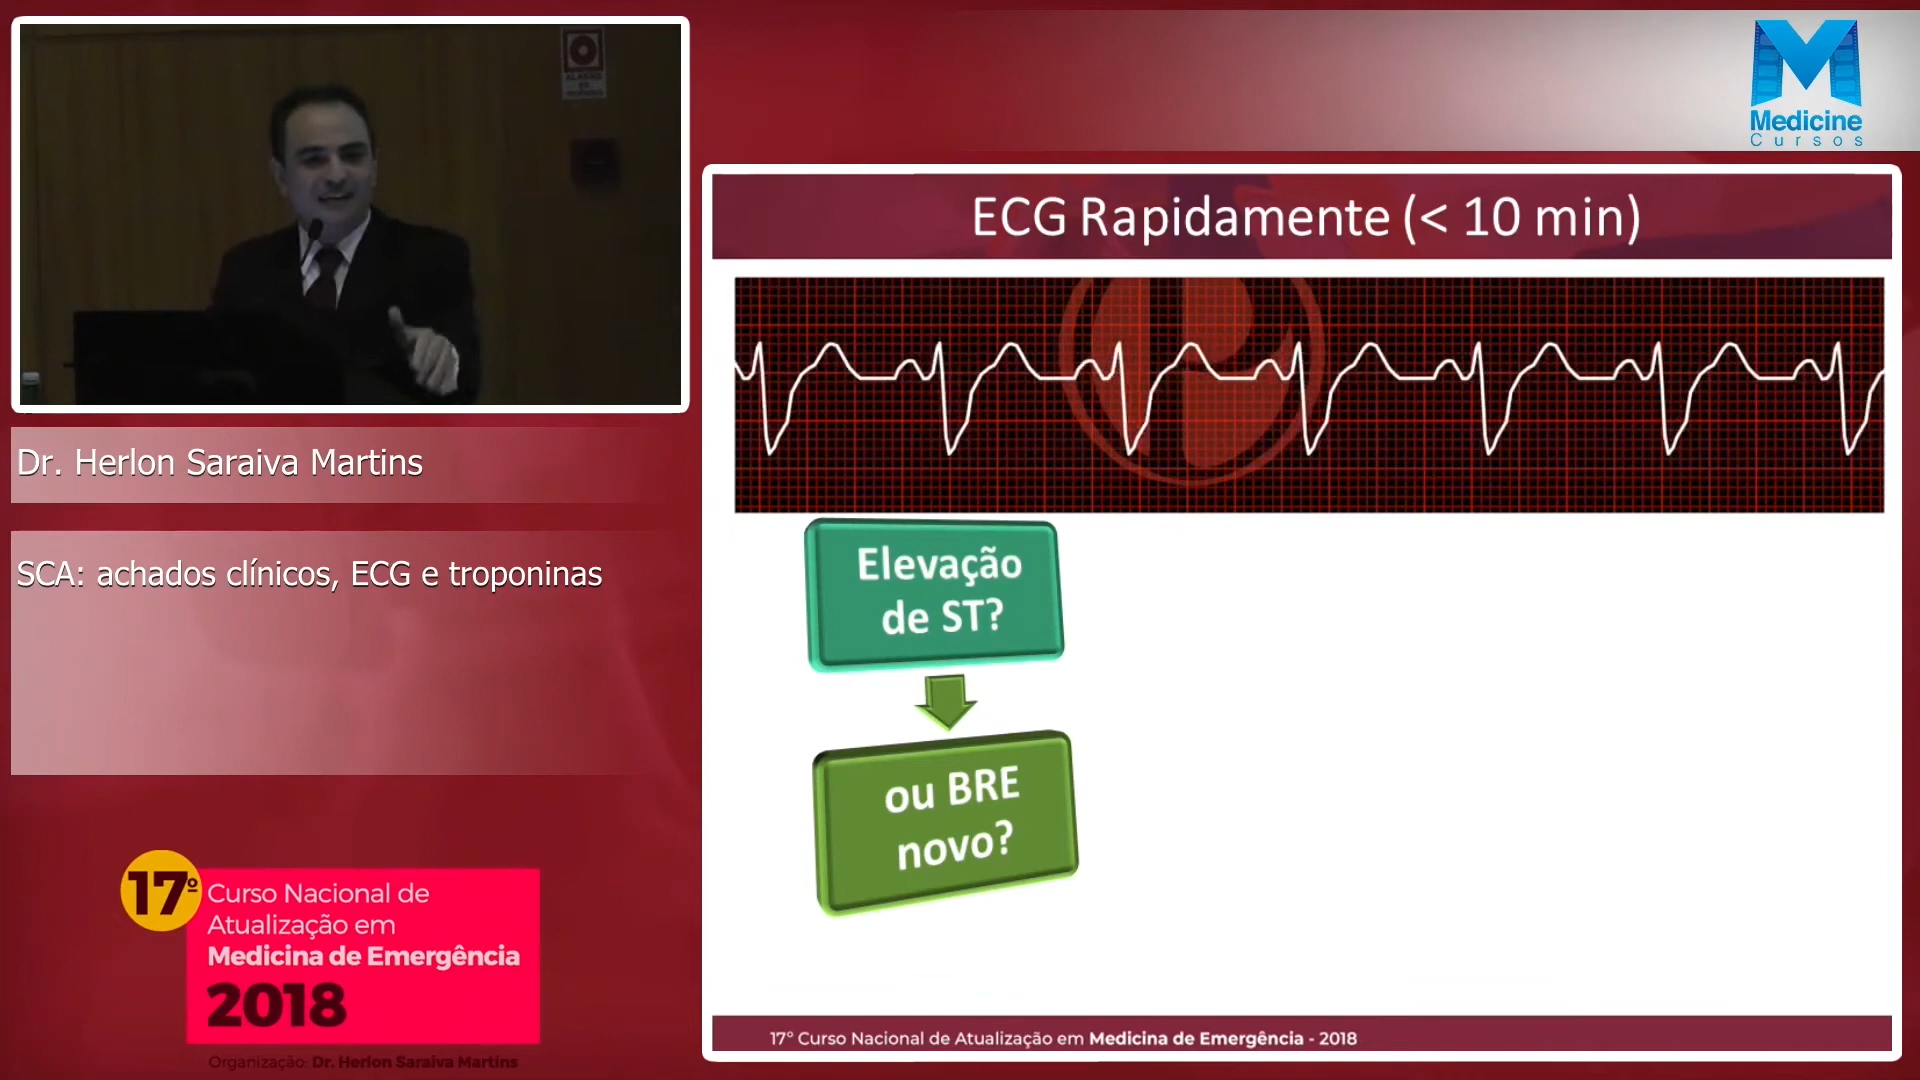 Medicine
Cursos
ECG Rapidamente (< 10 min)
Dr. Herlon Saraiva Martins
SCA: achados clínicos, ECG e troponinas
Elevação
de ST?
ou BRE
novo?
17º
Curso Nacional de
Atualização em
Medicina de Emergência
2018
Organização: Dr. Herlon Saraiva Martins
17º Curso Nacional de Atualização em Medicina de Emergência - 2018